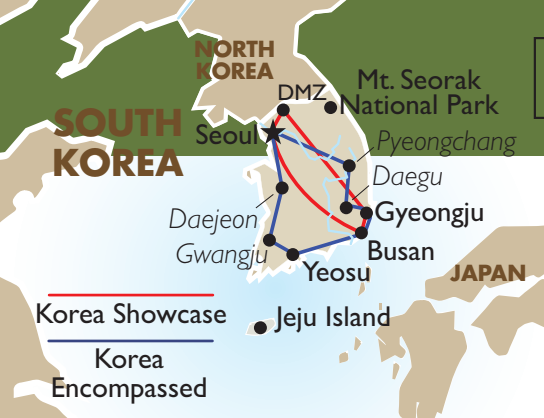 NORTH
KOREA
DMZ
Mt. Seorak
National Park
SOUTH
KOREA
Seoul
Pyeongchang
Daegu
Daejeon
Gyeongju
Gwangju
Busan
Yeosu
JAPAN
Korea Showcase
Jeju Island
Korea
Encompassed